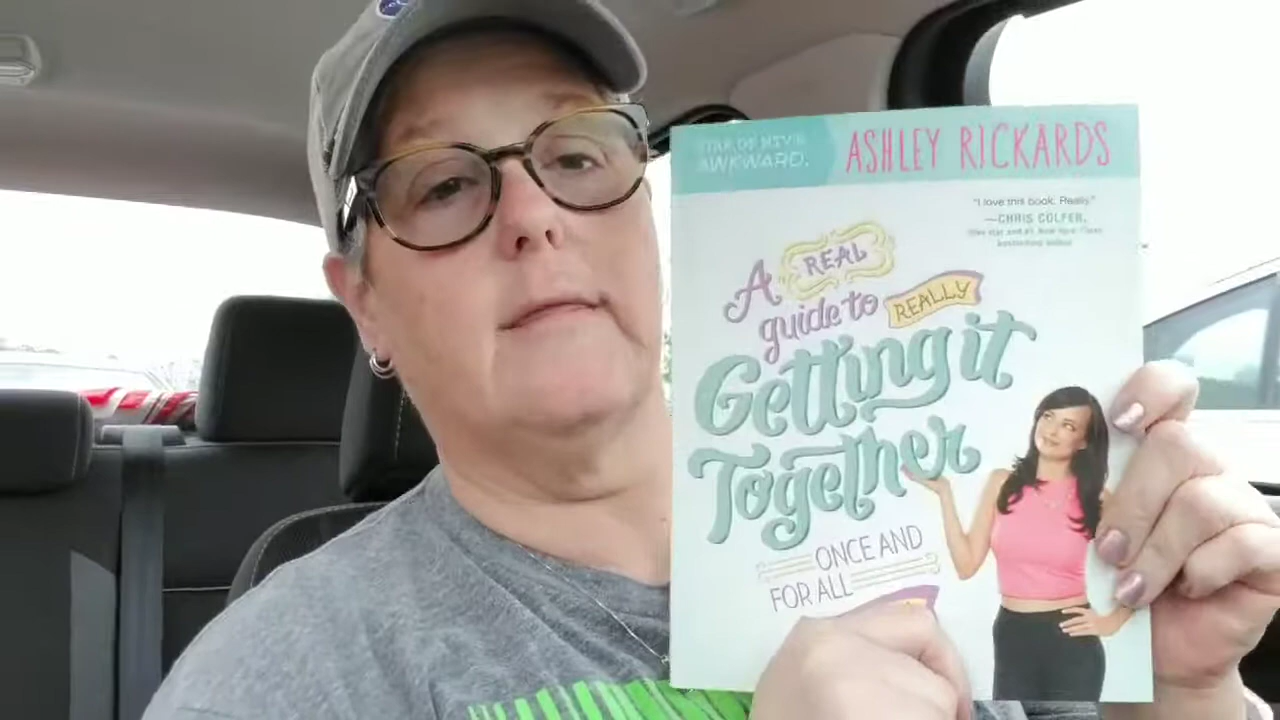 STAR OF MTV'S
AWKWARD.
ASHLEY RICKARDS
"I love this book. Really."
—CHRIS COLFER,
A REAL
guide to REALLY
Getting it
Together
ONCE AND
FOR ALL